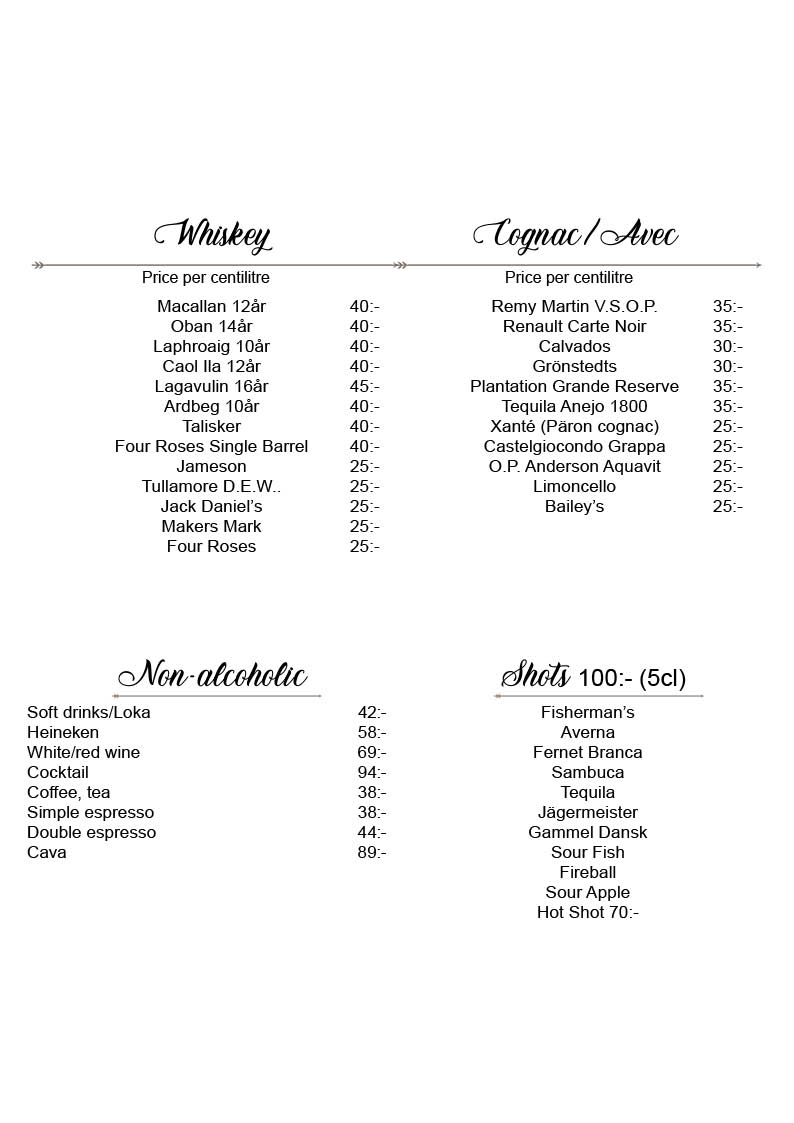 Whiskey
Price per centilitre
Macallan 12år 40:-
Oban 14år 40:-
Laphroaig 10år 40:-
Caol Ila 12år 40:-
Lagavulin 16år 45:-
Ardbeg 10år 40:-
Talisker 40:-
Four Roses Single Barrel 40:-
Jameson 25:-
Tullamore D.E.W.. 25:-
Jack Daniel’s 25:-
Makers Mark 25:-
Four Roses 25:-
Cognac/Avec
Price per centilitre
Remy Martin V.S.O.P. 35:-
Renault Carte Noir 35:-
Calvados 30:-
Grönstedts 30:-
Plantation Grande Reserve 35:-
Tequila Anejo 1800 35:-
Xanté (Päron cognac) 25:-
Castelgiocondo Grappa 25:-
O.P. Anderson Aquavit 25:-
Limoncello 25:-
Bailey’s 25:-
Non-alcoholic
Soft drinks/Loka 42:-
Heineken 58:-
White/red wine 69:-
Cocktail 94:-
Coffee, tea 38:-
Simple espresso 38:-
Double espresso 44:-
Cava 89:-
Shots 100:- (5cl)
Fisherman’s
Averna
Fernet Branca
Sambuca
Tequila
Jägermeister
Gammel Dansk
Sour Fish
Fireball
Sour Apple
Hot Shot 70:-